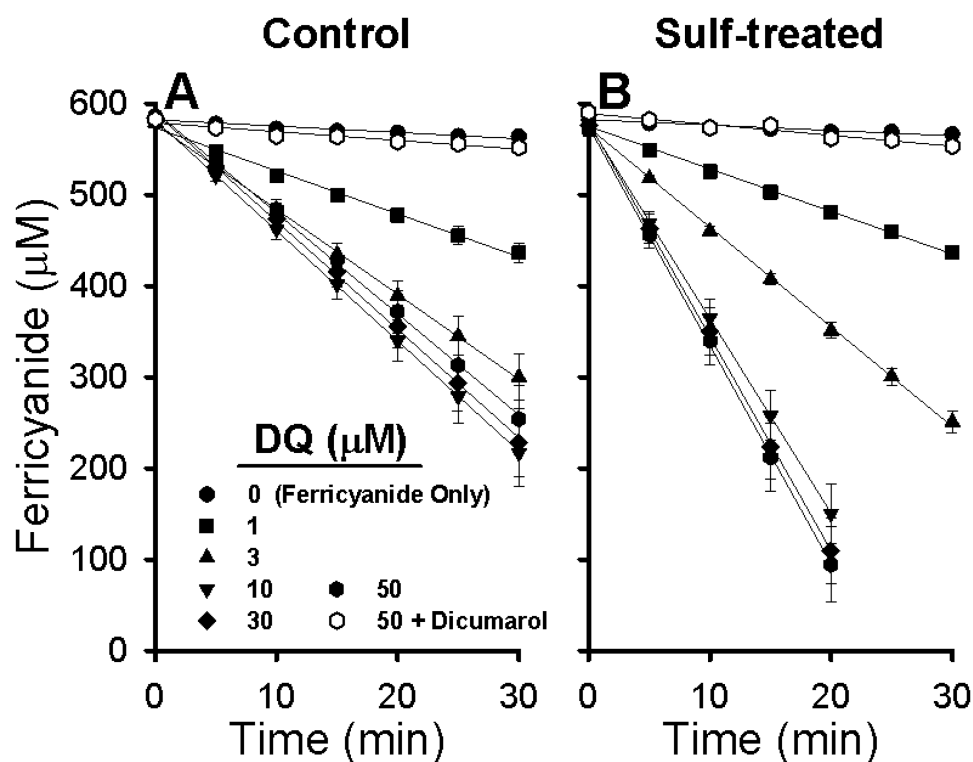 Control
Sulf-treated
A
B
Ferricyanide (μM)
600
500
400
300
200
100
0
DQ (μM)
0 (Ferricyanide Only)
1
3
10
50
30
50 + Dicumarol
0 10 20 30
0 10 20 30
Time (min)
Time (min)